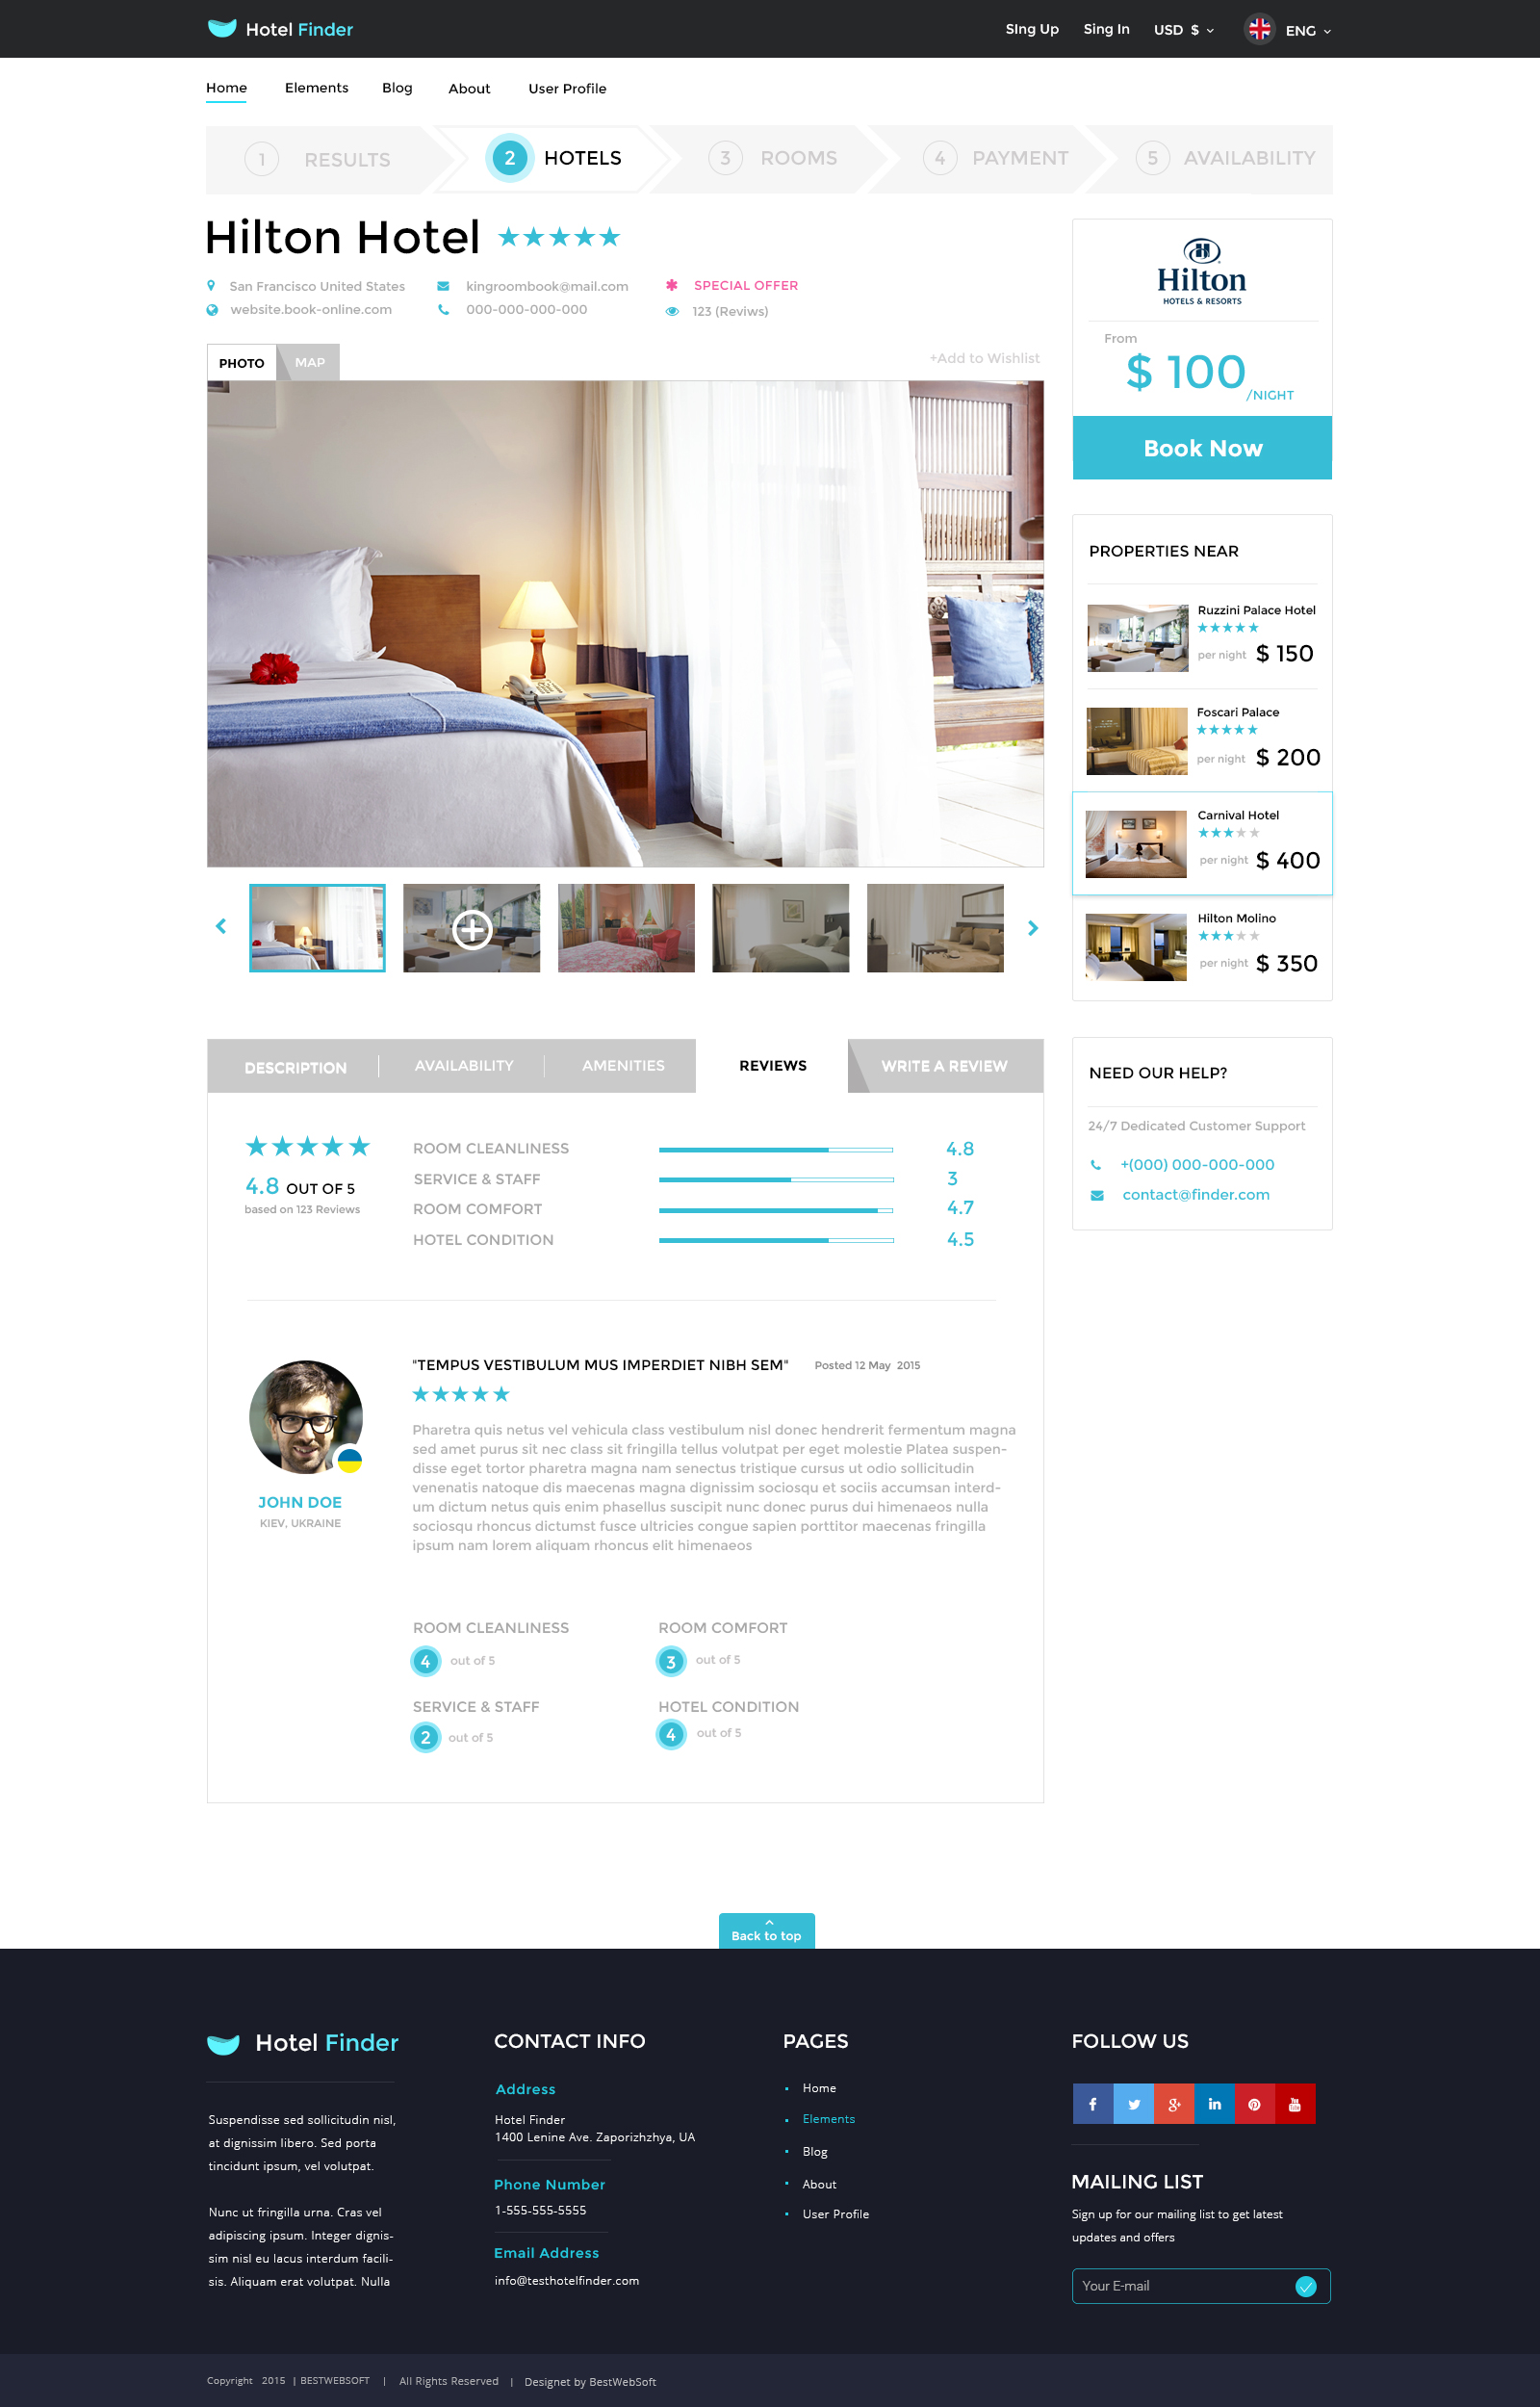 Hotel Finder
SIng Up
Sing In
USD $
ENG
Home
Elements
Blog
About
User Profile
1 RESULTS
2 HOTELS
3 ROOMS
4 PAYMENT
5 AVAILABILITY
Hilton Hotel
San Francisco United States
kingroombook@mail.com
SPECIAL OFFER
website.book-online.com
000-000-000-000
123 (Reviws)
PHOTO
MAP
+Add to Wishlist
Hilton
HOTELS & RESORTS
From
$ 100
/NIGHT
Book Now
PROPERTIES NEAR
Ruzzini Palace Hotel
per night $ 150
Foscari Palace
per night $ 200
Carnival Hotel
per night $ 400
Hilton Molino
per night $ 350
DESCRIPTION
AVAILABILITY
AMENITIES
REVIEWS
WRITE A REVIEW
4.8 OUT OF 5
based on 123 Reviews
ROOM CLEANLINESS 4.8
SERVICE & STAFF 3
ROOM COMFORT 4.7
HOTEL CONDITION 4.5
NEED OUR HELP?
24/7 Dedicated Customer Support
+(000) 000-000-000
contact@finder.com
JOHN DOE
KIEV, UKRAINE
"TEMPUS VESTIBULUM MUS IMPERDIET NIBH SEM"
Posted 12 May 2015
Pharetra quis netus vel vehicula class vestibulum nisl donec hendrerit fermentum magna
sed amet purus sit nec class sit fringilla tellus volutpat per eget molestie Platea suspen-
disse eget tortor pharetra magna nam senectus tristique cursus ut odio sollicitudin
venenatis natoque dis maecenas magna dignissim sociosqu et sociis accumsan interd-
um dictum netus quis enim phasellus suscipit nunc donec purus dui himenaeos nulla
sociosqu rhoncus dictumst fusce ultricies congue sapien porttitor maecenas fringilla
ipsum nam lorem aliquam rhoncus elit himenaeos
ROOM CLEANLINESS
4 out of 5
ROOM COMFORT
3 out of 5
SERVICE & STAFF
2 out of 5
HOTEL CONDITION
4 out of 5
Back to top
Hotel Finder
Suspendisse sed sollicitudin nisl,
at dignissim libero. Sed porta
tincidunt ipsum, vel volutpat.
Nunc ut fringilla urna. Cras vel
adipiscing ipsum. Integer dignis-
sim nisl eu lacus interdum facili-
sis. Aliquam erat volutpat. Nulla
CONTACT INFO
Address
Hotel Finder
1400 Lenine Ave. Zaporizhzhya, UA
Phone Number
1-555-555-5555
Email Address
info@testhotelfinder.com
PAGES
Home
Elements
Blog
About
User Profile
FOLLOW US
MAILING LIST
Sign up for our mailing list to get latest
updates and offers
Your E-mail
Copyright 2015 | BESTWEBSOFT | All Rights Reserved | Designet by BestWebSoft